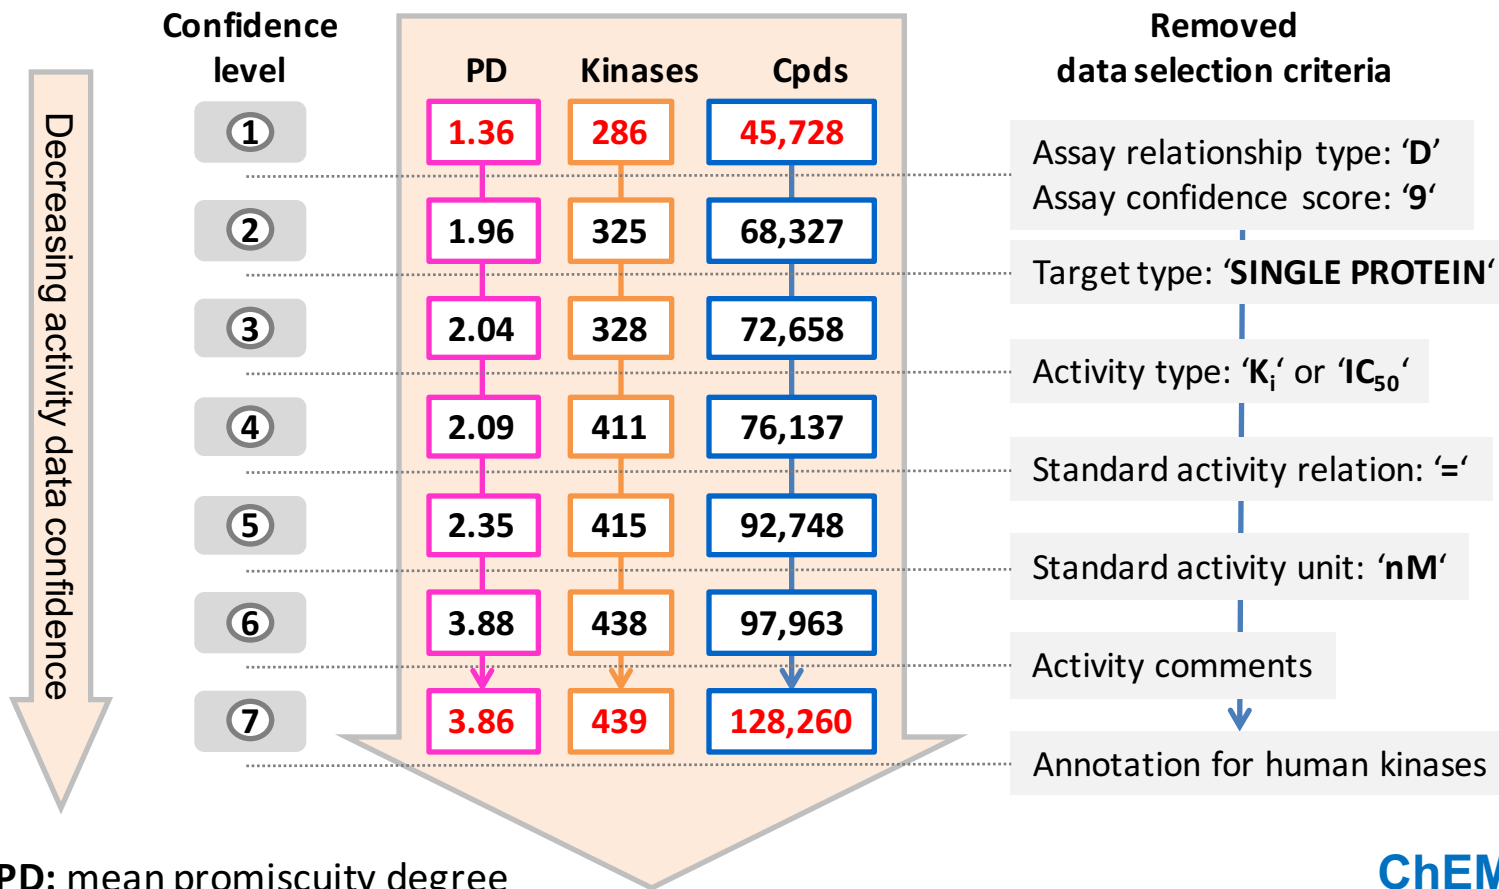 Confidence level
PD
Kinases
Cpds
Removed
data selection criteria
Decreasing activity data confidence
1
1.36
286
45,728
Assay relationship type: ‘D’
Assay confidence score: ‘9‘
2
1.96
325
68,327
Target type: ‘SINGLE PROTEIN‘
3
2.04
328
72,658
Activity type: ‘Ki‘ or ‘IC50‘
4
2.09
411
76,137
Standard activity relation: ‘=‘
5
2.35
415
92,748
Standard activity unit: ‘nM‘
6
3.88
438
97,963
Activity comments
7
3.86
439
128,260
Annotation for human kinases
PD: mean promiscuity degree
ChEM